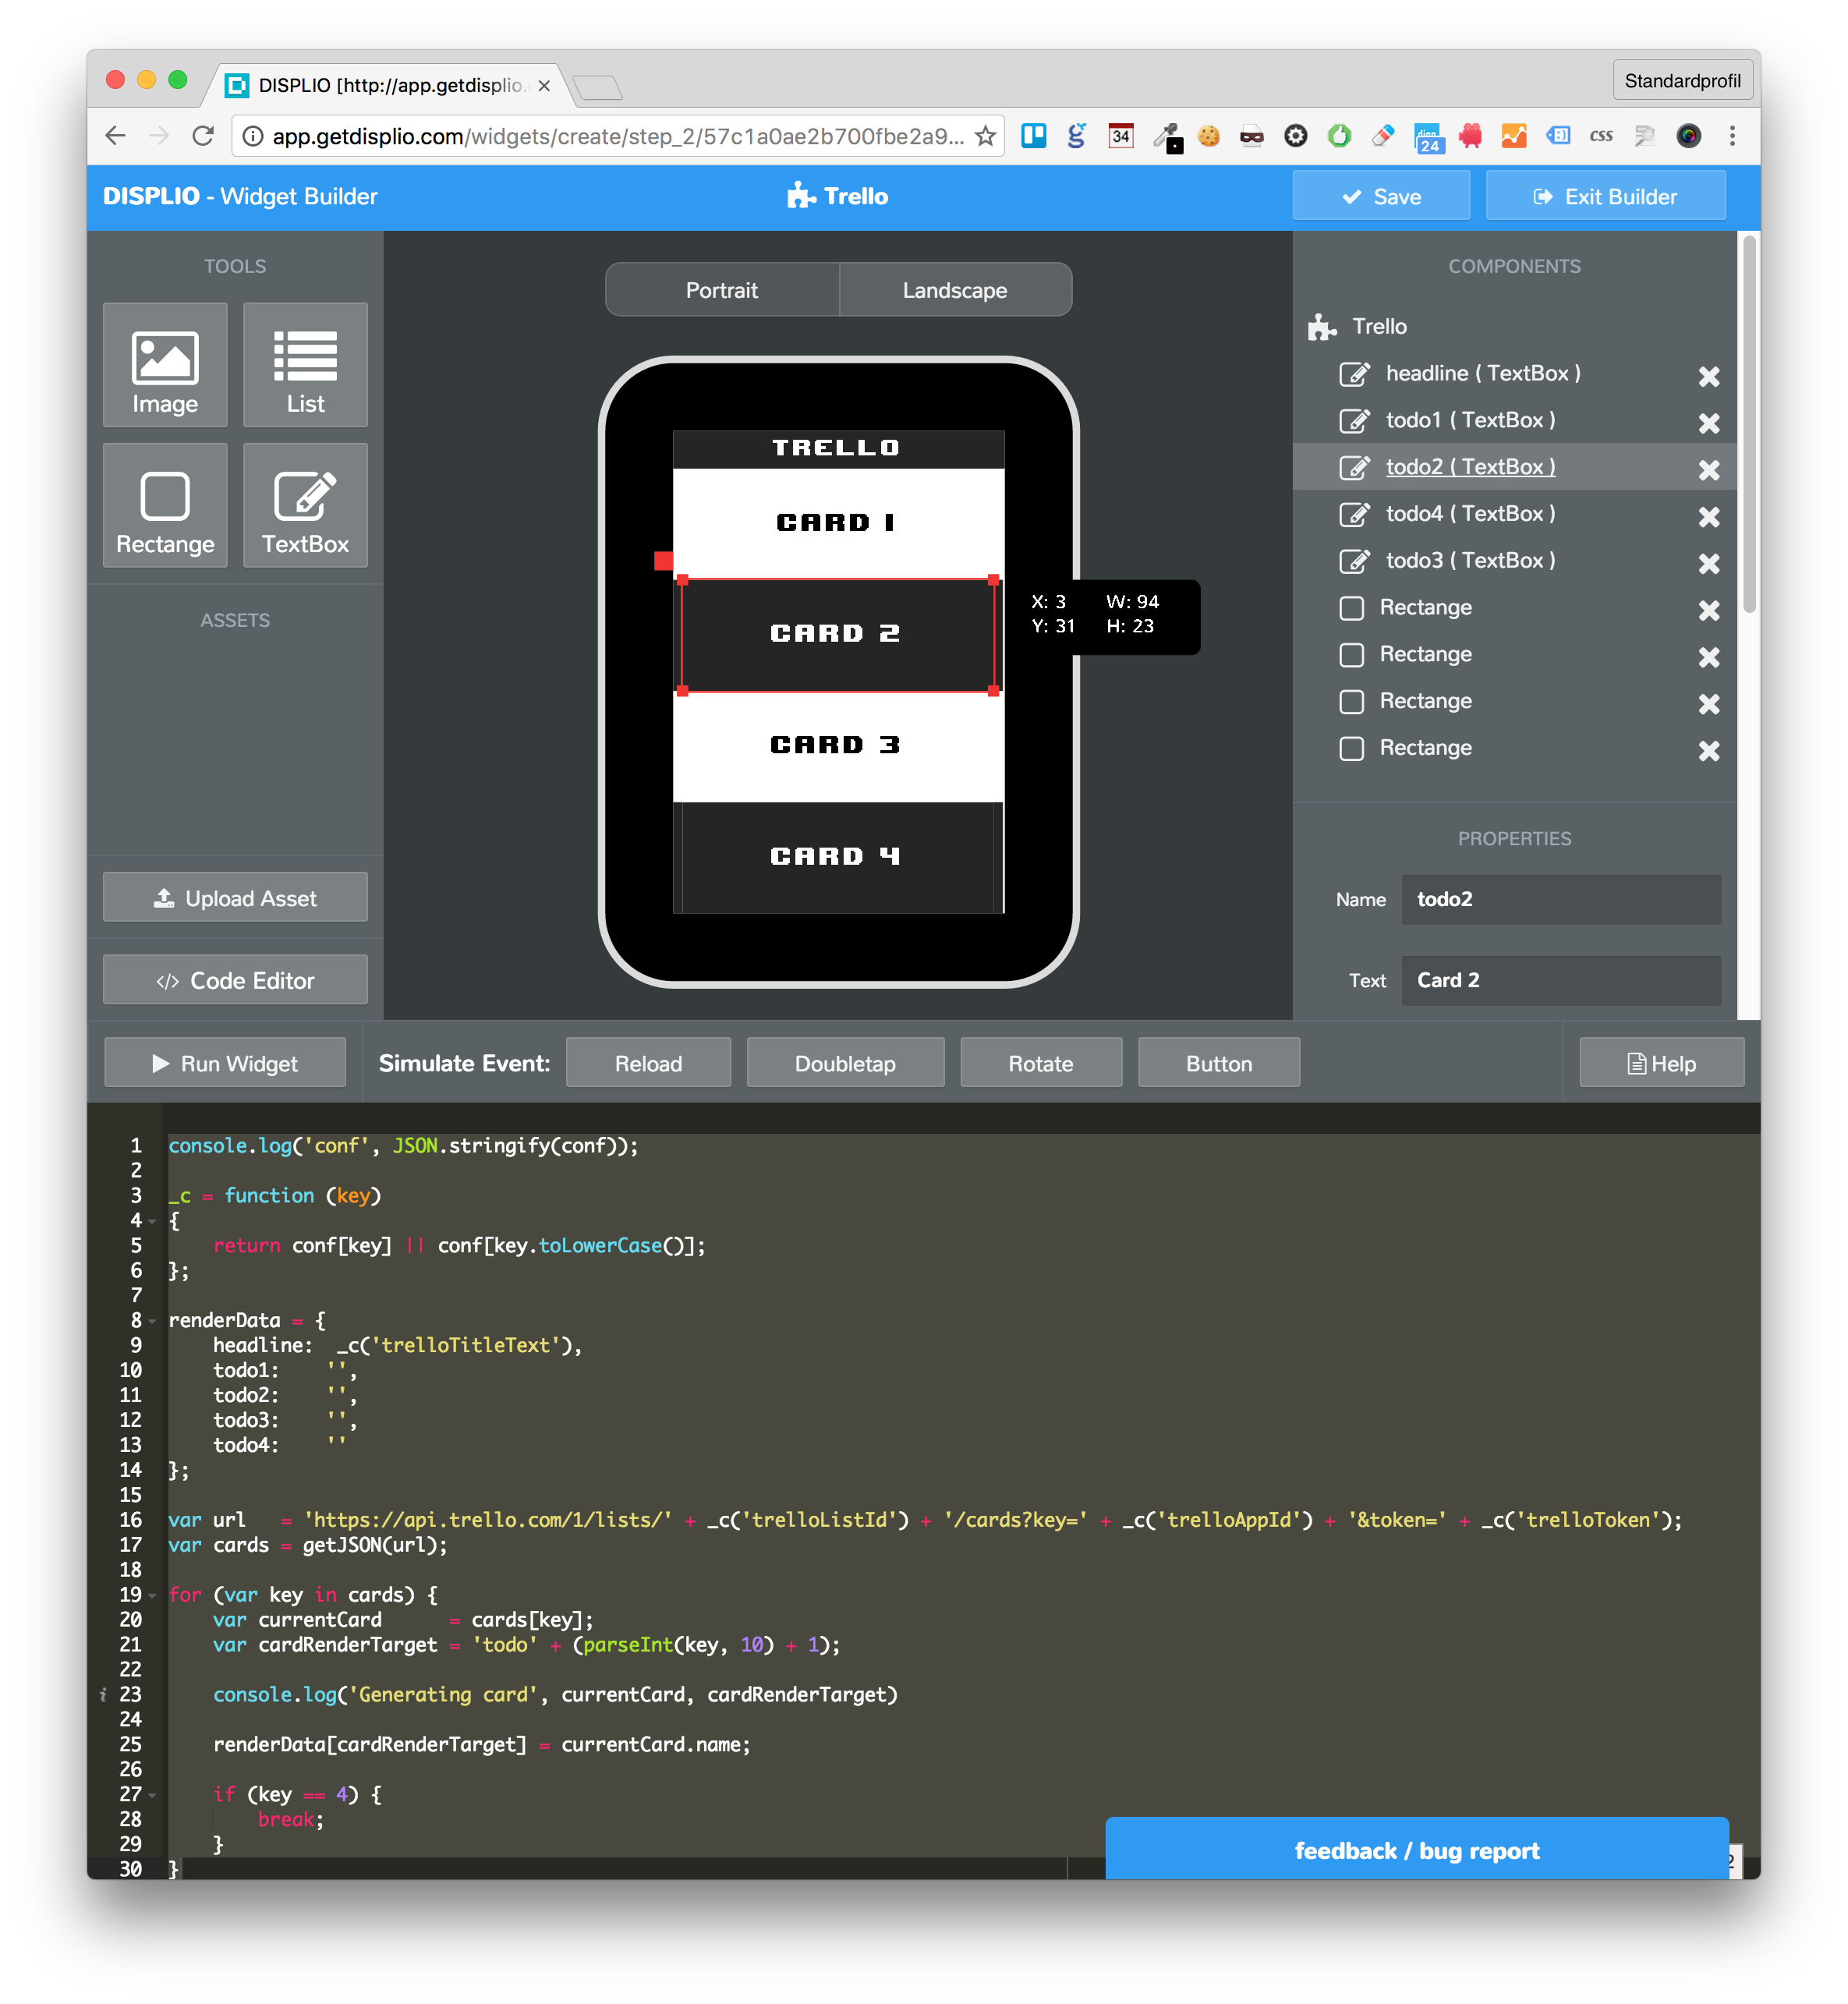 DISPLIO [http://app.getdisplio.
Standardprofil
app.getdisplio.com/widgets/create/step_2/57c1a0ae2b700fbe2a9...
34
24
css
DISPLIO - Widget Builder
Trello
Save
Exit Builder
TOOLS
Image
List
Rectange
TextBox
ASSETS
Upload Asset
</> Code Editor
Portrait
Landscape
TRELLO
CARD 1
CARD 2
CARD 3
CARD 4
X: 3 W: 94
Y: 31 H: 23
COMPONENTS
Trello
headline ( TextBox )
todo1 ( TextBox )
todo2 ( TextBox )
todo4 ( TextBox )
todo3 ( TextBox )
Rectange
Rectange
Rectange
Rectange
PROPERTIES
Name todo2
Text Card 2
Run Widget
Simulate Event:
Reload
Doubletap
Rotate
Button
Help
1 console.log('conf', JSON.stringify(conf));
2
3 _c = function (key)
4 {
5 return conf[key] || conf[key.toLowerCase()];
6 };
7
8 renderData = {
9 headline: _c('trelloTitleText'),
10 todo1: '',
11 todo2: '',
12 todo3: '',
13 todo4: ''
14 };
15
16 var url = 'https://api.trello.com/1/lists/' + _c('trelloListId') + '/cards?key=' + _c('trelloAppId') + '&token=' + _c('trelloToken');
17 var cards = getJSON(url);
18
19 for (var key in cards) {
20 var currentCard = cards[key];
21 var cardRenderTarget = 'todo' + (parseInt(key, 10) + 1);
22
23 console.log('Generating card', currentCard, cardRenderTarget)
24
25 renderData[cardRenderTarget] = currentCard.name;
26
27 if (key == 4) {
28 break;
29 }
30 }
feedback / bug report